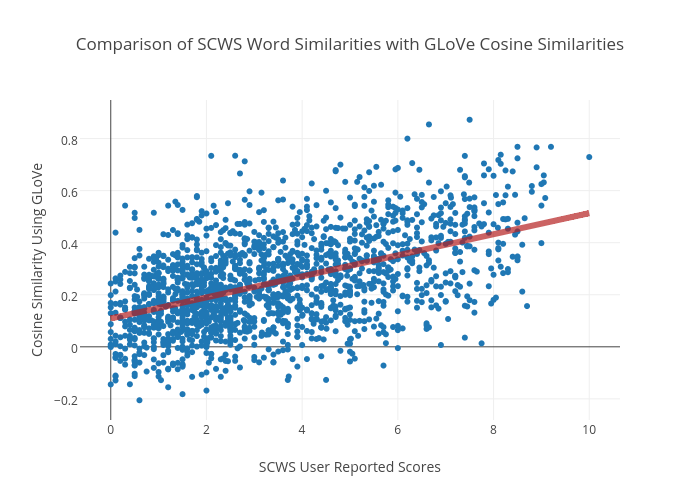 Comparison of SCWS Word Similarities with GLoVe Cosine Similarities
0.8
0.6
0.4
0.2
0
−0.2
Cosine Similarity Using GLoVe
0 2 4 6 8 10
SCWS User Reported Scores